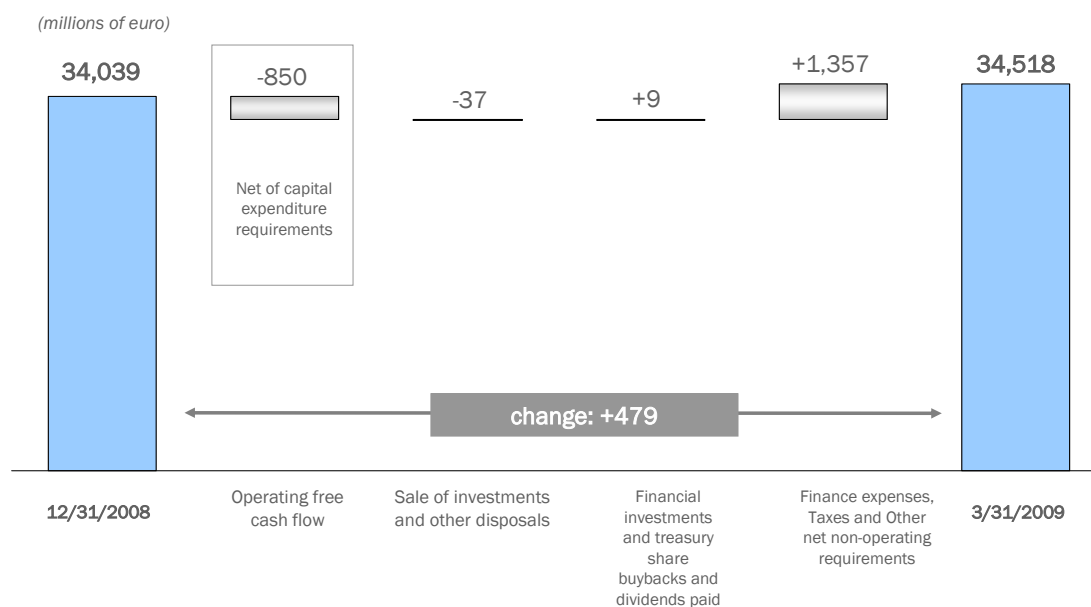 (millions of euro)
34,039
-850
-37
+9
+1,357
34,518
Net of capital
expenditure
requirements
change: +479
12/31/2008
Operating free
cash flow
Sale of investments
and other disposals
Financial
investments
and treasury
share
buybacks and
dividends paid
Finance expenses,
Taxes and Other
net non-operating
requirements
3/31/2009